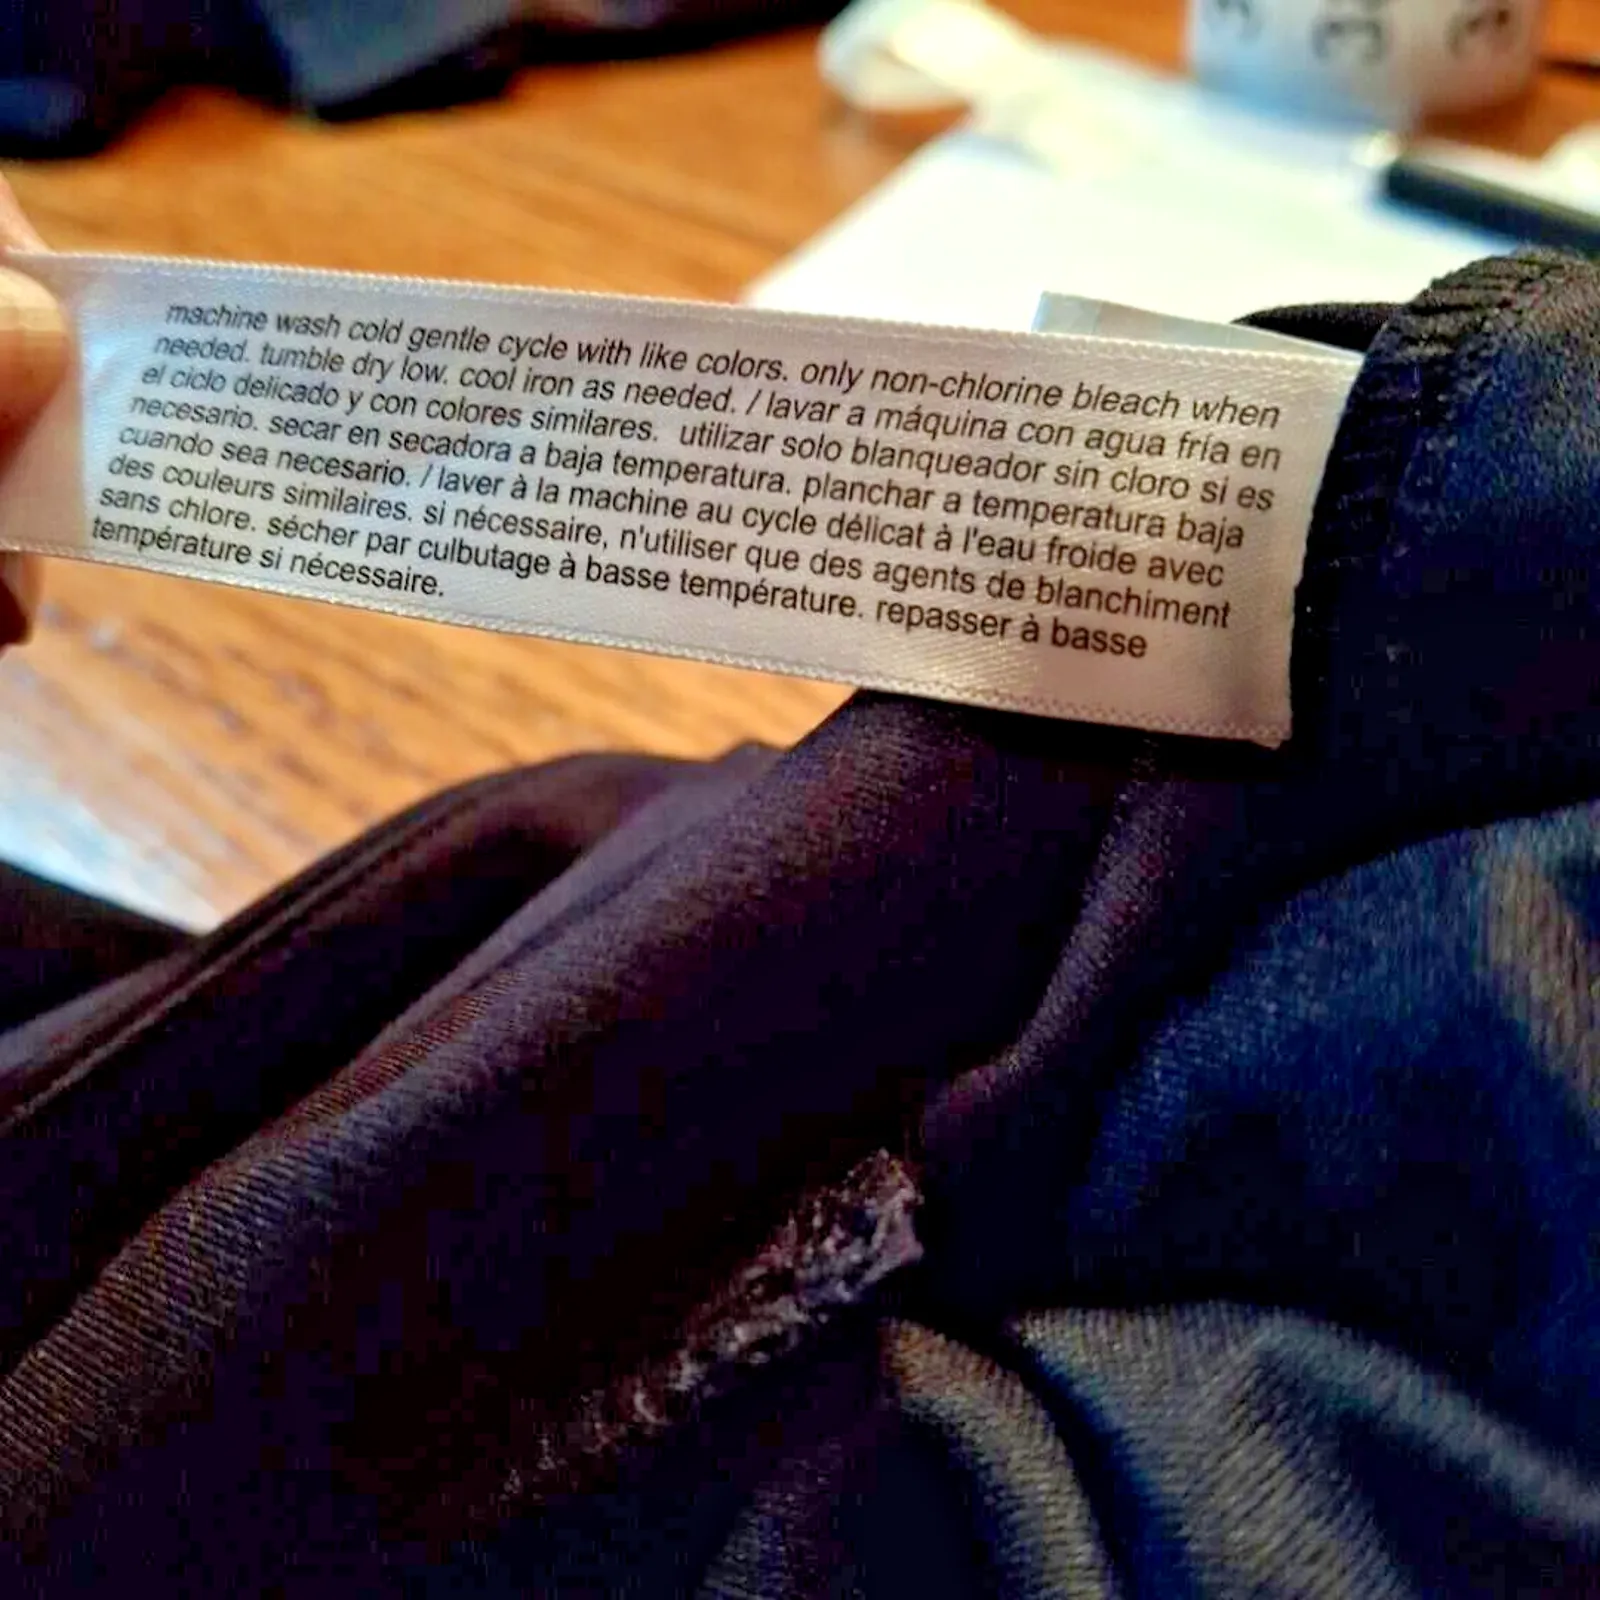 machine wash cold gentle cycle with like colors. only non-chlorine bleach when
needed. tumble dry low. cool iron as needed. / lavar a máquina con agua fría en
el ciclo delicado y con colores similares. utilizar solo blanqueador sin cloro si es
necesario. secar en secadora a baja temperatura. planchar a temperatura baja
cuando sea necesario. / laver à la machine au cycle délicat à l'eau froide avec
des couleurs similaires. si nécessaire, n'utiliser que des agents de blanchiment
sans chlore. sécher par culbutage à basse température. repasser à basse
température si nécessaire.